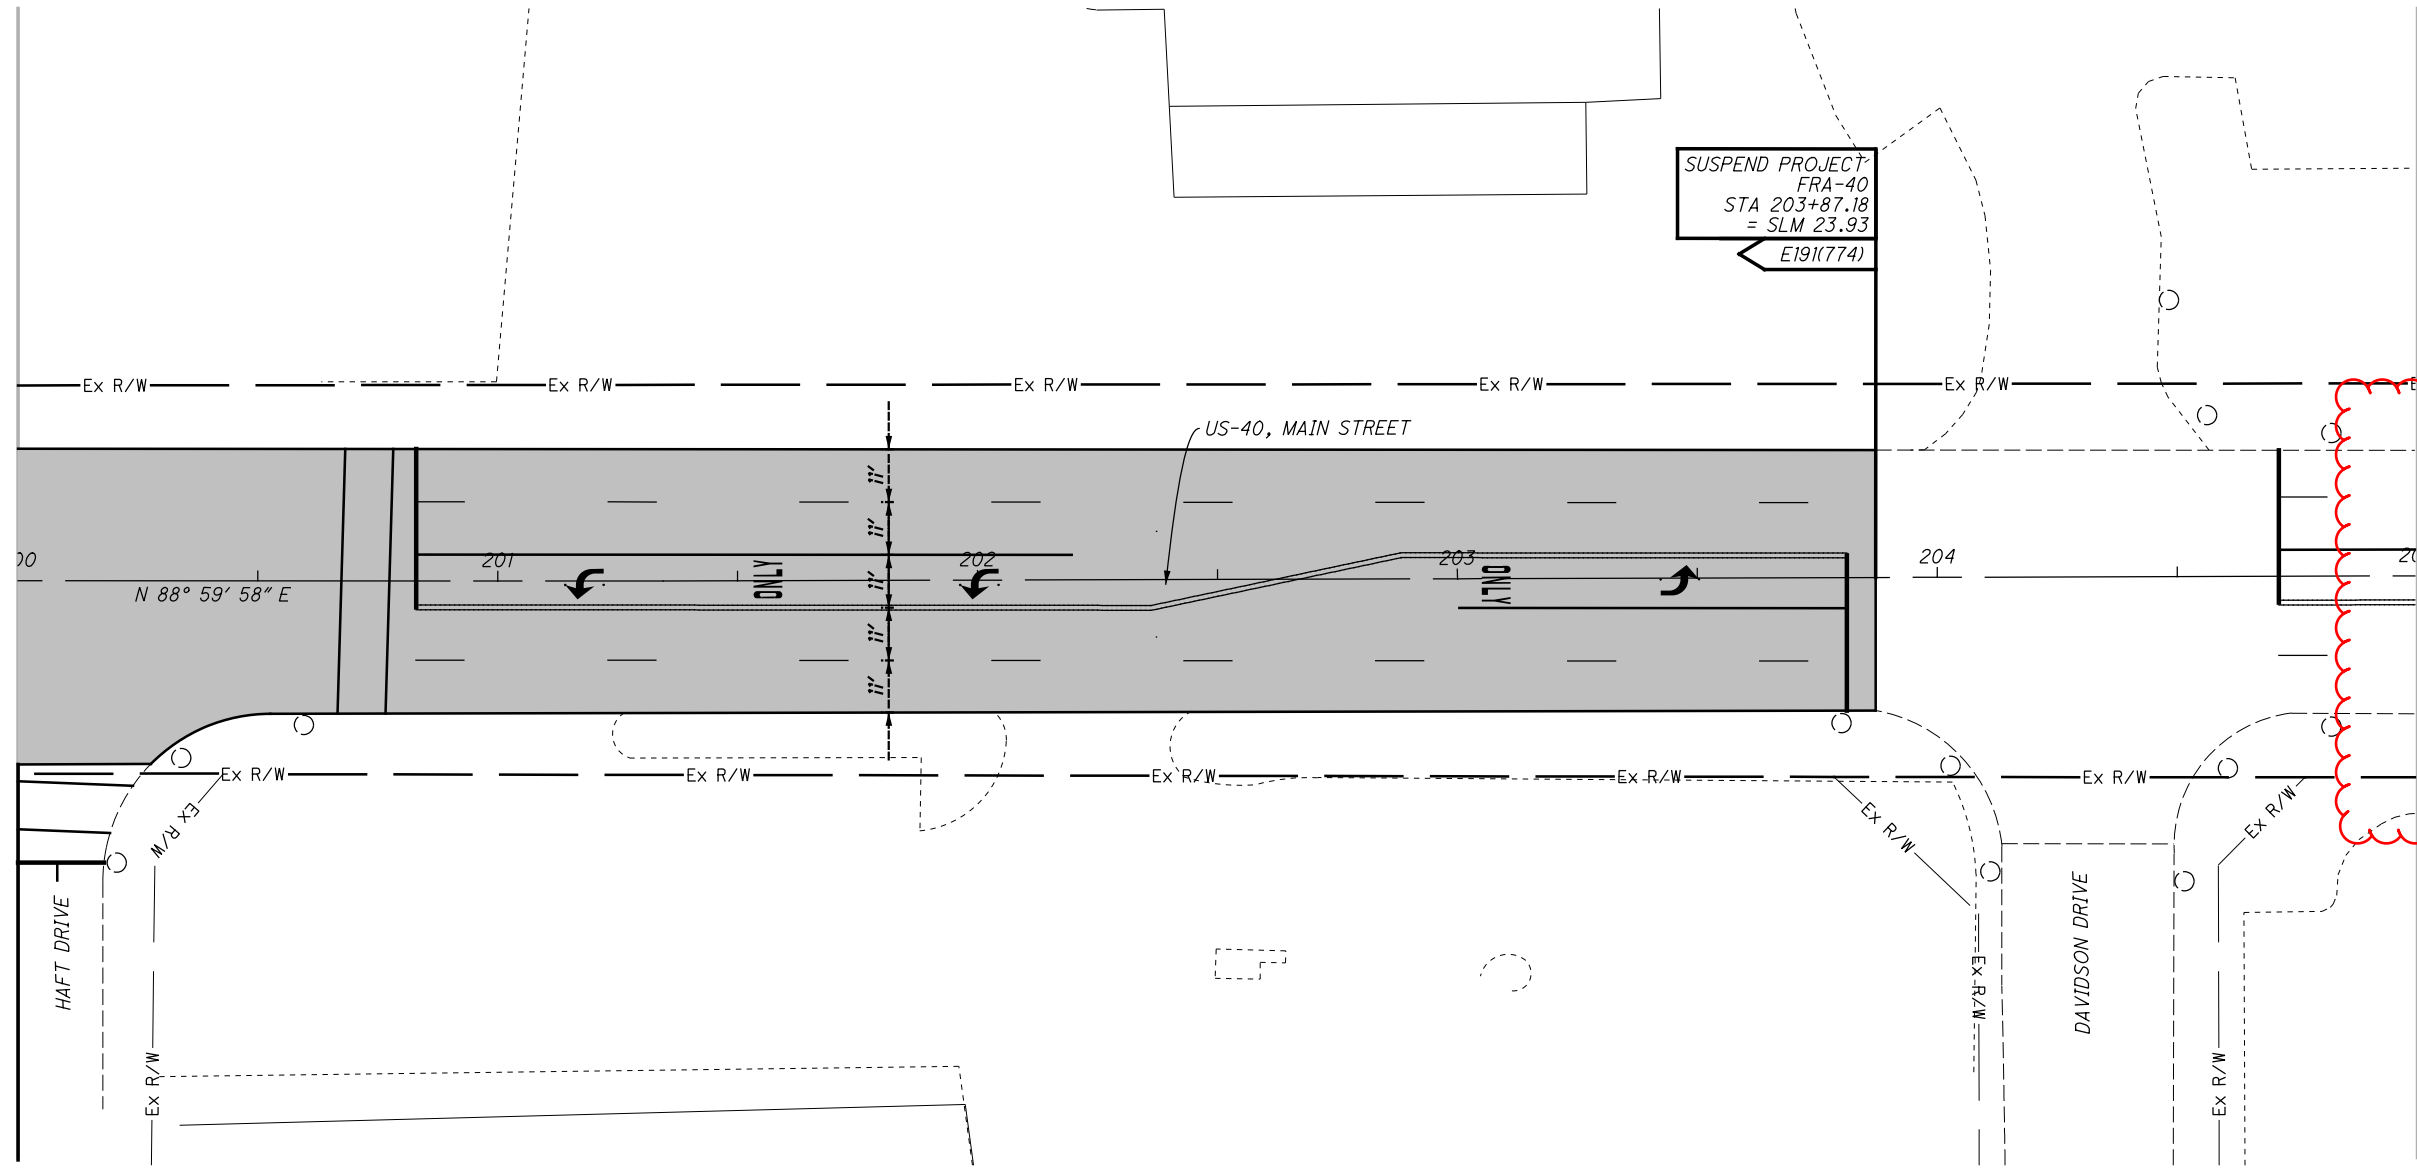 SUSPEND PROJECT
FRA-40
STA 203+87.18
= SLM 23.93
E191(774)
Ex R/W
Ex R/W
Ex R/W
Ex R/W
Ex R/W
US-40, MAIN STREET
11'
11'
11'
11'
11'
201
202
203
204
N 88° 59' 58" E
ONLY
ONLY
Ex R/W
Ex R/W
Ex R/W
Ex R/W
Ex R/W
Ex R/W
Ex R/W
Ex R/W
HAFT DRIVE
DAVIDSON DRIVE
Ex R/W
Ex R/W
Ex R/W